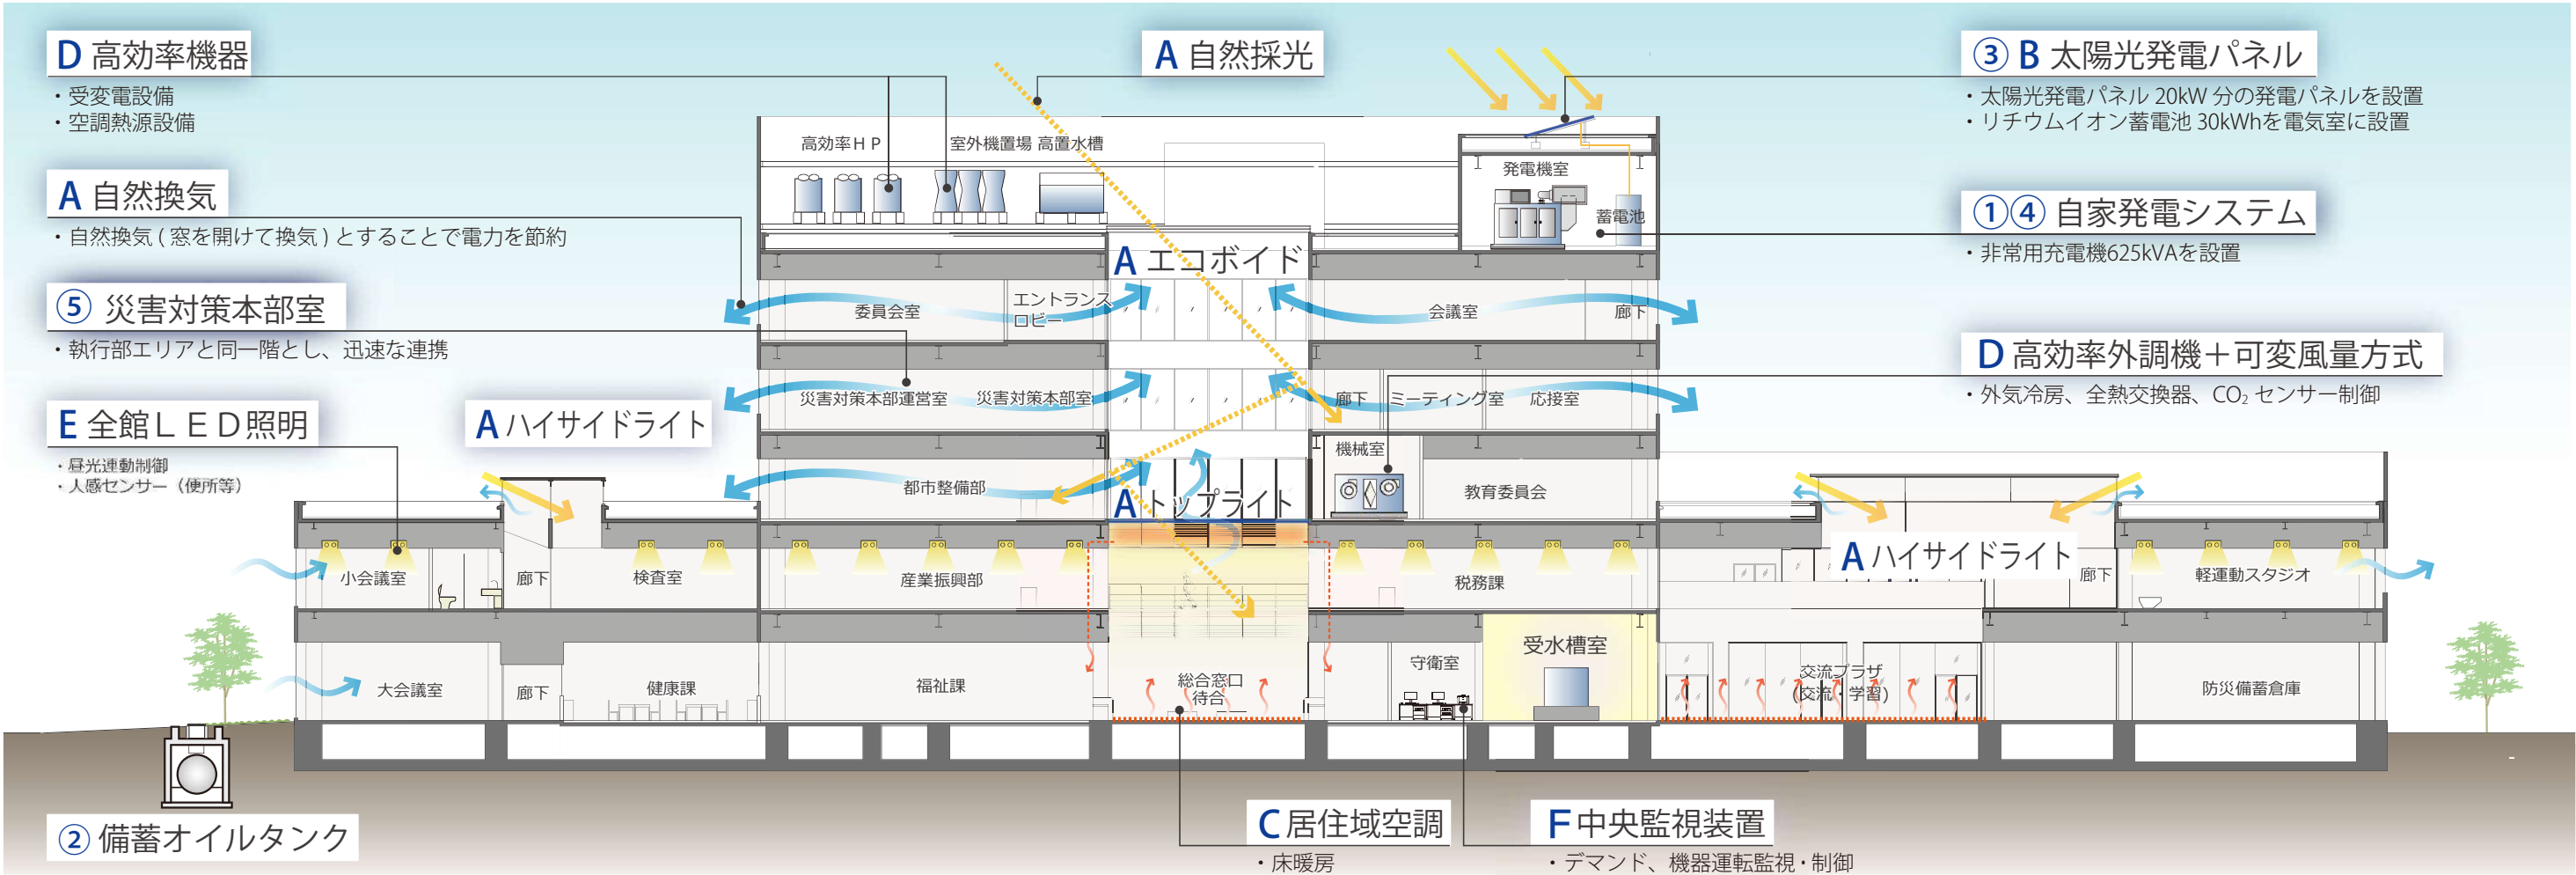 D 高効率機器
・受変電設備
・空調熱源設備
A 自然換気
・自然換気 ( 窓を開けて換気 ) とすることで電力を節約
⑤ 災害対策本部室
・執行部エリアと同一階とし、迅速な連携
E 全館ＬＥＤ照明
・昼光連動制御
・人感センサー（便所等）
A ハイサイドライト
A 自然採光
③ B 太陽光発電パネル
・太陽光発電パネル 20kW 分の発電パネルを設置
・リチウムイオン蓄電池 30kWhを電気室に設置
①④ 自家発電システム
・非常用充電機625kVAを設置
D 高効率外調機＋可変風量方式
・外気冷房、全熱交換器、CO₂ センサー制御
高効率ＨＰ
室外機置場
高置水槽
発電機室
蓄電池
A エコボイド
委員会室
エントランス
ロビー
会議室
廊下
災害対策本部運営室
災害対策本部室
廊下
ミーティング室
応接室
都市整備部
A トップライト
機械室
教育委員会
A ハイサイドライト
小会議室
廊下
検査室
産業振興部
税務課
廊下
軽運動スタジオ
大会議室
廊下
健康課
福祉課
総合窓口
待合
守衛室
受水槽室
交流プラザ
(交流・学習)
防災備蓄倉庫
② 備蓄オイルタンク
C 居住域空調
・床暖房
F 中央監視装置
・デマンド、機器運転監視・制御